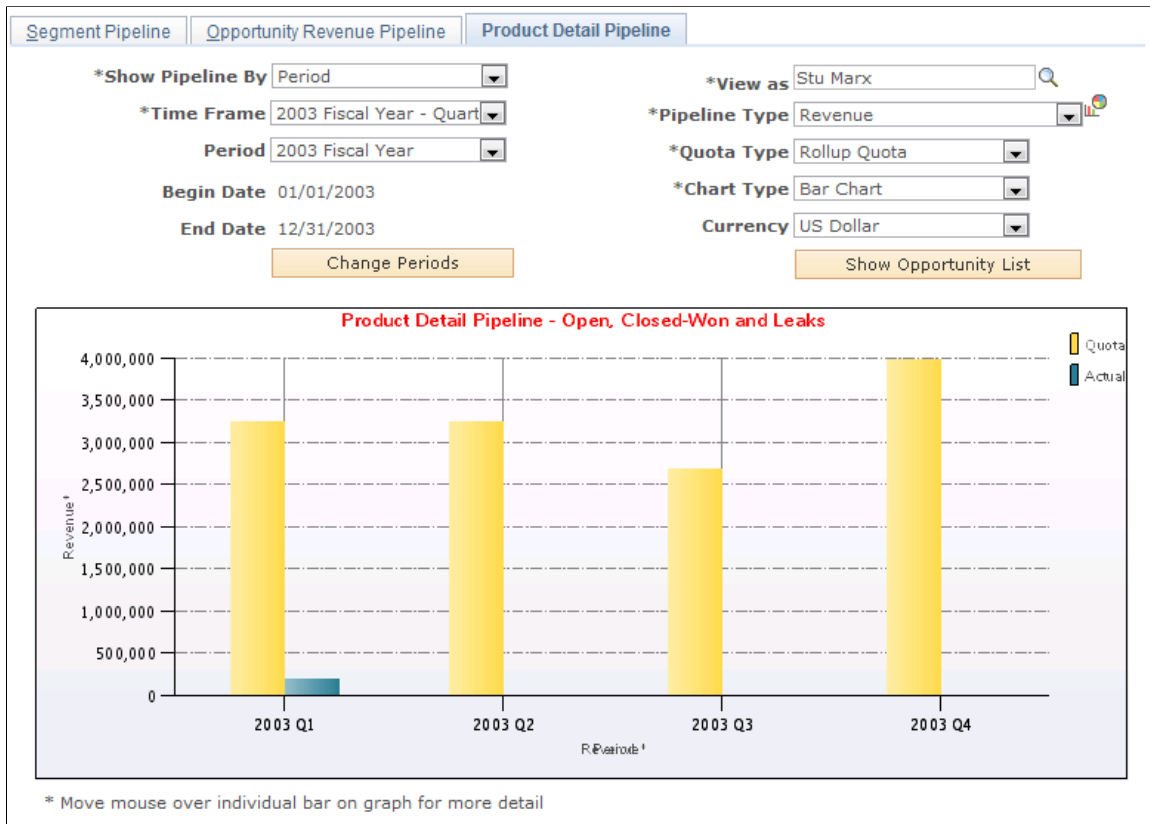 Segment Pipeline Opportunity Revenue Pipeline Product Detail Pipeline
*Show Pipeline By Period
*Time Frame 2003 Fiscal Year - Quart
Period 2003 Fiscal Year
Begin Date 01/01/2003
End Date 12/31/2003
Change Periods
*View as Stu Marx
*Pipeline Type Revenue
*Quota Type Rollup Quota
*Chart Type Bar Chart
Currency US Dollar
Show Opportunity List
Product Detail Pipeline - Open, Closed-Won and Leaks
Quota
Actual
4,000,000
3,500,000
3,000,000
2,500,000
2,000,000
1,500,000
1,000,000
500,000
0
Revenue*
2003 Q1 2003 Q2 2003 Q3 2003 Q4
* Move mouse over individual bar on graph for more detail